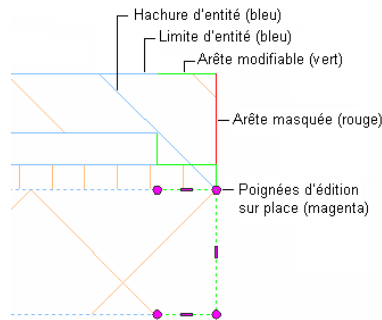 Hachure d'entité (bleu)
Limite d'entité (bleu)
Arête modifiable (vert)
Arête masquée (rouge)
Poignées d'édition
sur place (magenta)